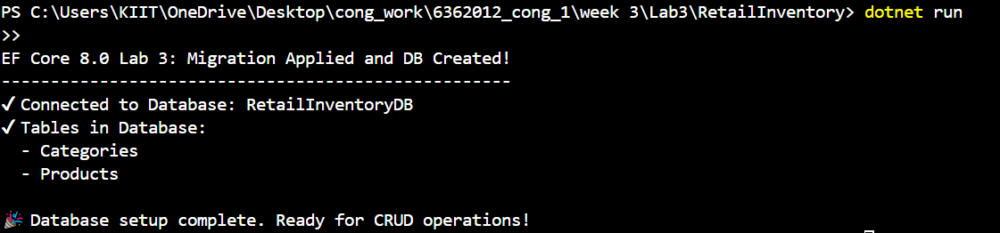 PS C:\Users\KIIT\OneDrive\Desktop\cong_work\6362012_cong_1\week 3\Lab3\RetailInventory> dotnet run
>>
EF Core 8.0 Lab 3: Migration Applied and DB Created!
----------------------------------------------------
✓ Connected to Database: RetailInventoryDB
✓ Tables in Database:
  - Categories
  - Products
🎉 Database setup complete. Ready for CRUD operations!